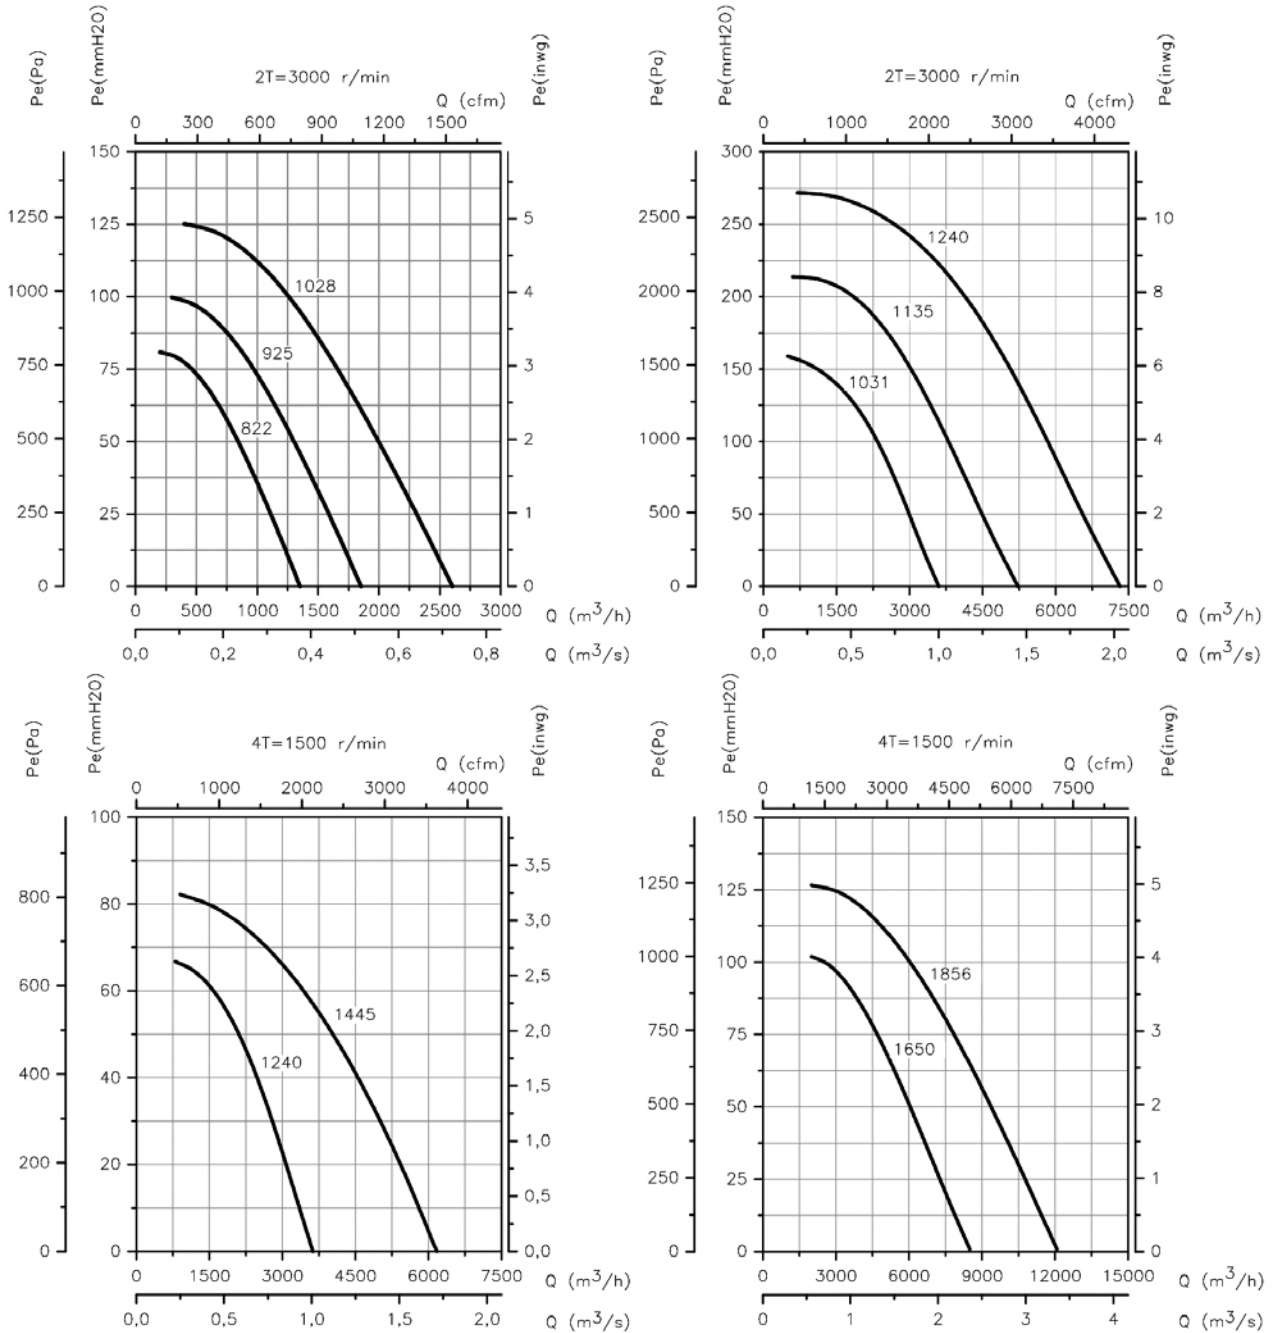 Pe(Pa) Pe(mmH2O) 2T=3000 r/min Pe(inwg)
Q (cfm)
0 300 600 900 1200 1500
150
1250 125 5
1000 100 1028 4
925
750 75 3
822
500 50 2
250 25 1
0 0 0
0 500 1000 1500 2000 2500 3000 Q (m³/h)
0,0 0,2 0,4 0,6 0,8 Q (m³/s)
Pe(Pa) Pe(mmH2O) 2T=3000 r/min Pe(inwg)
Q (cfm)
0 1000 2000 3000 4000
300
2500 250 10
1240
2000 200 8
1135
1500 150 6
1031
1000 100 4
500 50 2
0 0 0
0 1500 3000 4500 6000 7500 Q (m³/h)
0,0 0,5 1,0 1,5 2,0 Q (m³/s)
Pe(Pa) Pe(mmH2O) 4T=1500 r/min Pe(inwg)
Q (cfm)
0 1000 2000 3000 4000
100
3,5
800 80 3,0
600 60 2,5
1445 2,0
1240
400 40 1,5
1,0
200 20 0,5
0 0 0,0
0 1500 3000 4500 6000 7500 Q (m³/h)
0,0 0,5 1,0 1,5 2,0 Q (m³/s)
Pe(Pa) Pe(mmH2O) 4T=1500 r/min Pe(inwg)
Q (cfm)
0 1500 3000 4500 6000 7500
150
1250 125 5
1000 100 1856 4
750 75 3
1650
500 50 2
250 25 1
0 0 0
0 3000 6000 9000 12000 15000 Q (m³/h)
0 1 2 3 4 Q (m³/s)